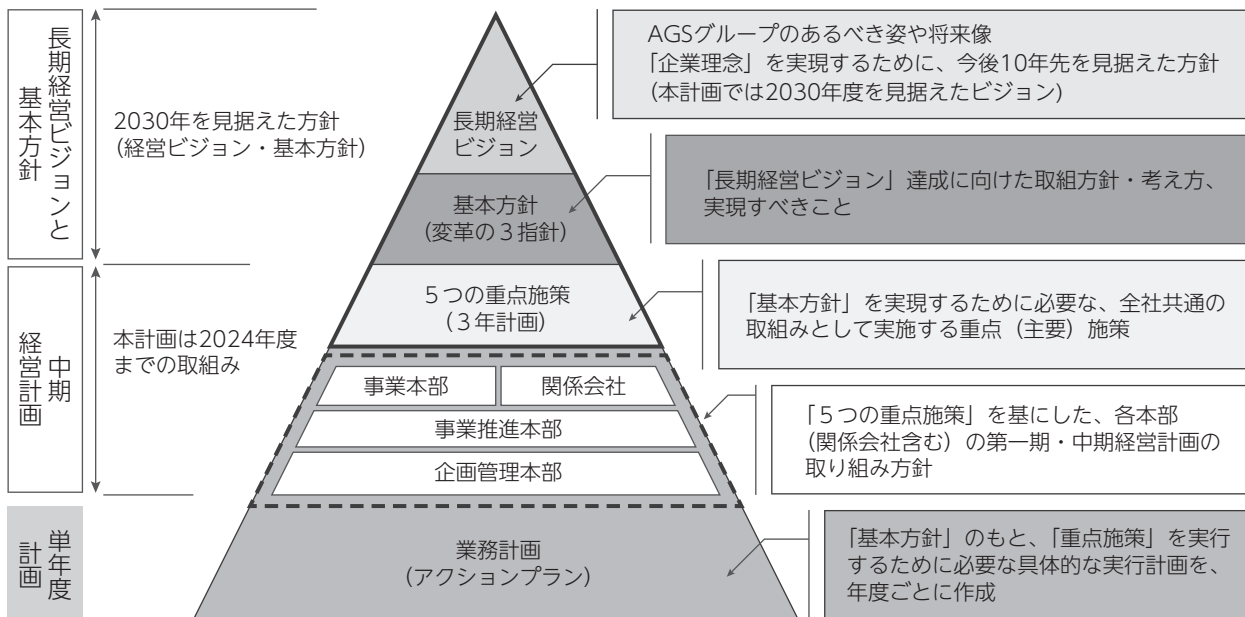 長期経営ビジョンと
基本方針
2030年を見据えた方針
(経営ビジョン・基本方針)
長期経営
ビジョン
AGSグループのあるべき姿や将来像
「企業理念」を実現するために、今後10年先を見据えた方針
(本計画では2030年度を見据えたビジョン)
基本方針
(変革の3指針)
「長期経営ビジョン」達成に向けた取組方針・考え方、
実現すべきこと
中期
経営計画
本計画は2024年度
までの取組み
5つの重点施策
(3年計画)
「基本方針」を実現するために必要な、全社共通の
取組みとして実施する重点（主要）施策
事業本部
関係会社
事業推進本部
企画管理本部
「5つの重点施策」を基にした、各本部
(関係会社含む) の第一期・中期経営計画の
取り組み方針
単年度
計画
業務計画
(アクションプラン)
「基本方針」のもと、「重点施策」を実行
するために必要な具体的な実行計画を、
年度ごとに作成